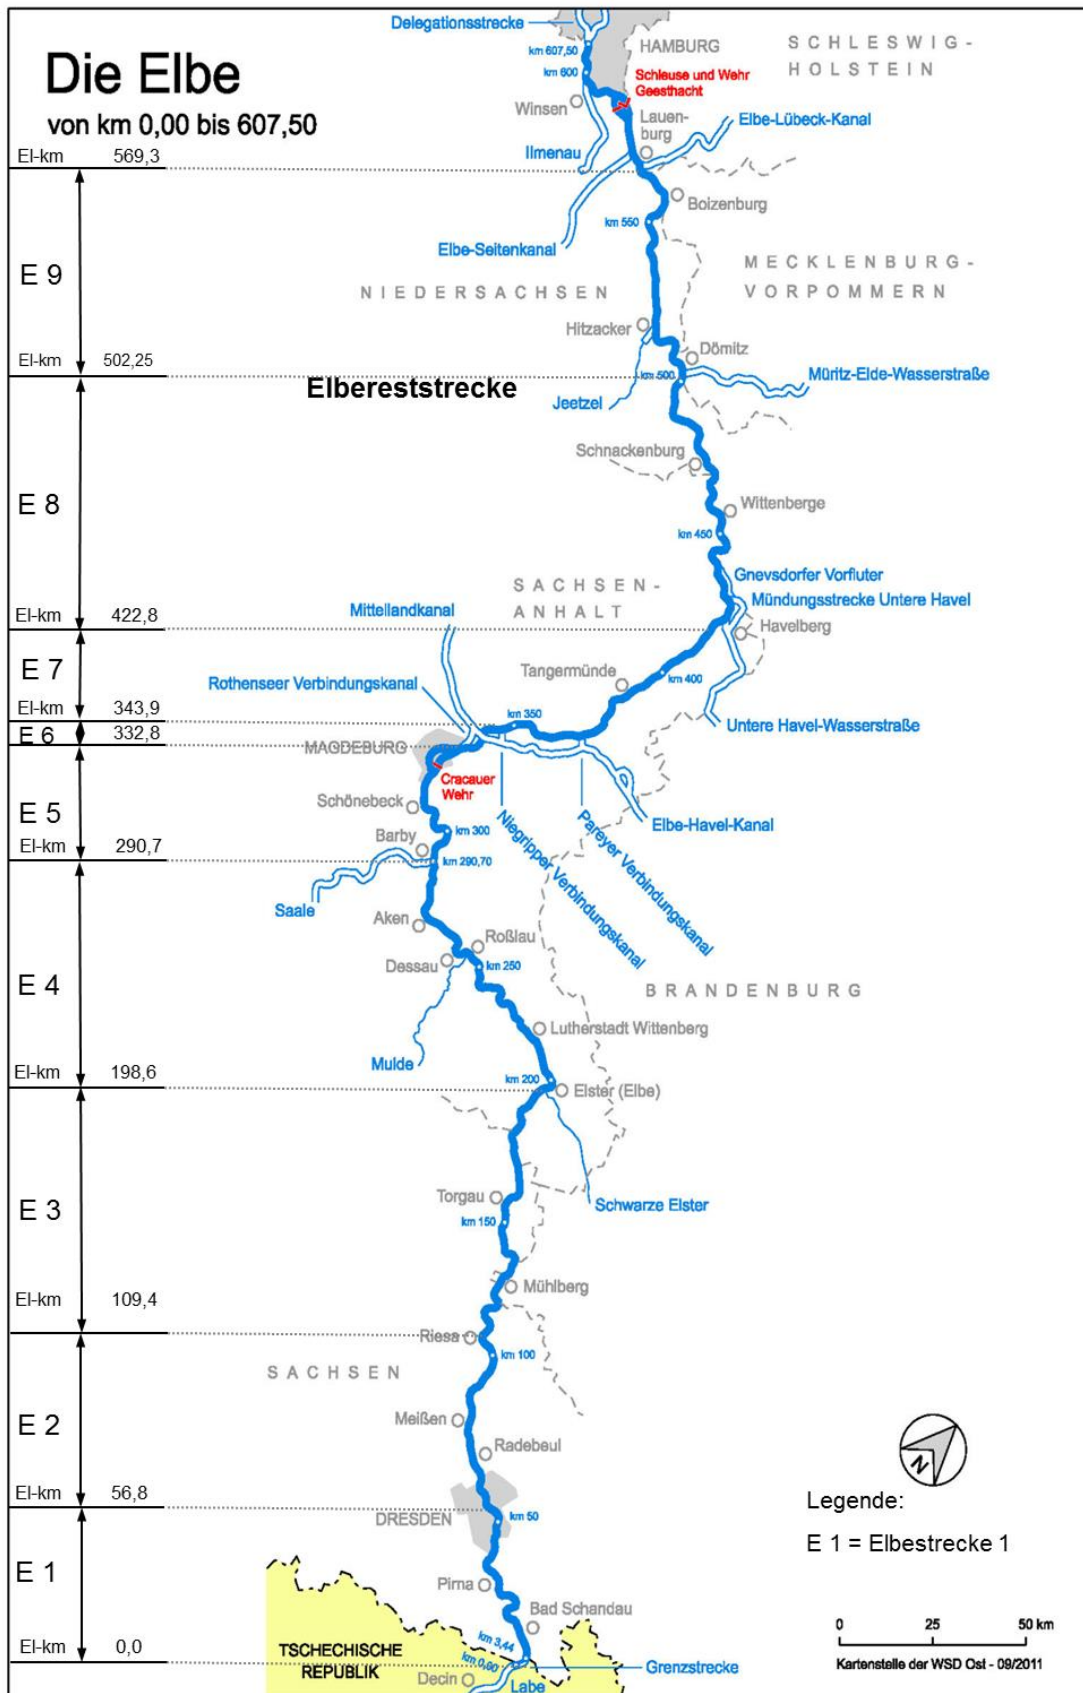 Die Elbe
von km 0,00 bis 607,50
Delegationsstrecke
km 607,50
HAMBURG
km 600
SCHLESWIG-
HOLSTEIN
Schleuse und Wehr
Geesthacht
Winsen
Lauen-
burg
Elbe-Lübeck-Kanal
Ilmenau
El-km 569,3
Boizenburg
km 550
Elbe-Seitenkanal
E 9
MECKLENBURG-
VORPOMMERN
NIEDERSACHSEN
Hitzacker
Dömitz
El-km 502,25
km 500
Müritz-Elde-Wasserstraße
Elbereststrecke
Jeetzel
Schnackenburg
E 8
Wittenberge
km 450
Gnevsdorfer Vorfluter
SACHSEN-
ANHALT
Mündungsstrecke Untere Havel
Mittellandkanal
El-km 422,8
Havelberg
E 7
Tangermünde
km 400
Rothenseer Verbindungskanal
El-km 343,9
km 350
Untere Havel-Wasserstraße
E 6 332,8
MAGDEBURG
Cracauer
Wehr
Schönebeck
E 5
km 300
Elbe-Havel-Kanal
Niegripper Verbindungskanal
Pareyer Verbindungskanal
Barby
El-km 290,7
km 290,70
Saale
Aken
Roßlau
Dessau
km 250
E 4
BRANDENBURG
Lutherstadt Wittenberg
Mulde
El-km 198,6
km 200
Elster (Elbe)
Torgau
Schwarze Elster
E 3
km 150
Mühlberg
El-km 109,4
Riesa
km 100
SACHSEN
Meißen
E 2
Radebeul
El-km 56,8
DRESDEN
km 50
Legende:
E 1 = Elbestrecke 1
N
E 1
Pirna
Bad Schandau
El-km 0,0
km 3,44
km 0,00
TSCHECHISCHE
REPUBLIK
Decin
Labe
Grenzstrecke
0 25 50 km
Kartenstelle der WSD Ost - 09/2011